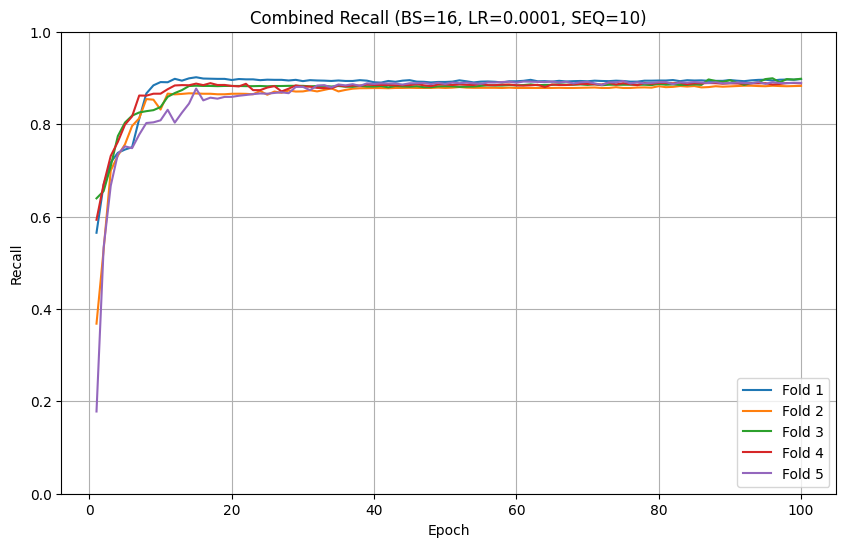 Combined Recall (BS=16, LR=0.0001, SEQ=10)
1.0
0.8
0.6
0.4
0.2
0.0
Recall
0
20
40
60
80
100
Epoch
Fold 1
Fold 2
Fold 3
Fold 4
Fold 5